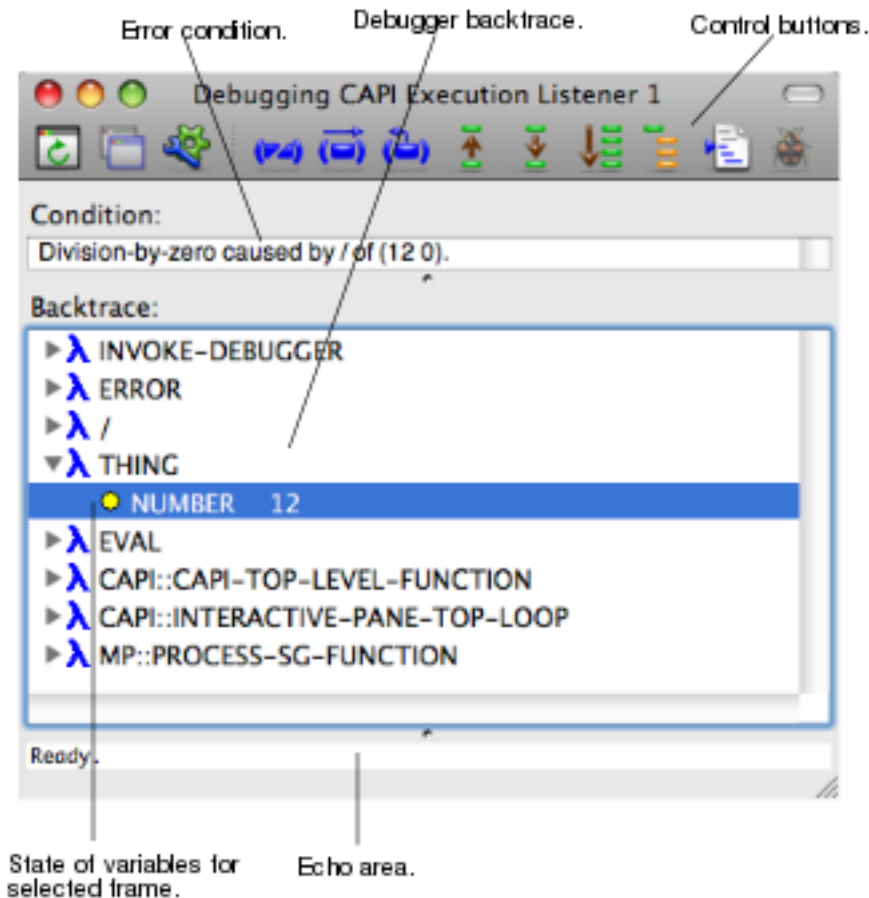 Error condition.
Debugger backtrace.
Control buttons.
Debugging CAPI Execution Listener 1
Condition:
Division-by-zero caused by / of (12 0).
Backtrace:
λ INVOKE-DEBUGGER
λ ERROR
λ /
λ THING
NUMBER 12
λ EVAL
λ CAPI::CAPI-TOP-LEVEL-FUNCTION
λ CAPI::INTERACTIVE-PANE-TOP-LOOP
λ MP::PROCESS-SG-FUNCTION
Ready.
State of variables for
selected frame.
Echo area.